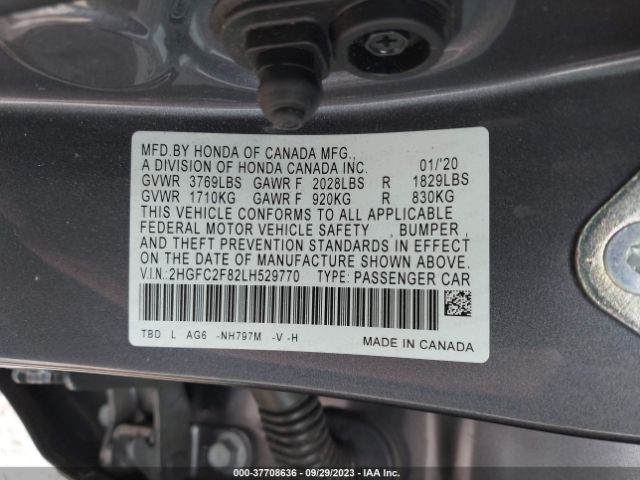 MFD.BY HONDA OF CANADA MFG.,
A DIVISION OF HONDA CANADA INC. 01/'20
GVWR 3769LBS GAWR F 2028LBS R 1829LBS
GVWR 1710KG GAWR F 920KG R 830KG
THIS VEHICLE CONFORMS TO ALL APPLICABLE
FEDERAL MOTOR VEHICLE SAFETY , BUMPER ,
AND THEFT PREVENTION STANDARDS IN EFFECT
ON THE DATE OF MANUFACTURE SHOWN ABOVE.
V.I.N.:2HGFC2F82LH529770 TYPE: PASSENGER CAR
TBD L AG6 -NH797M -V -H
MADE IN CANADA
000-37708636 - 09/29/2023 - IAA Inc.